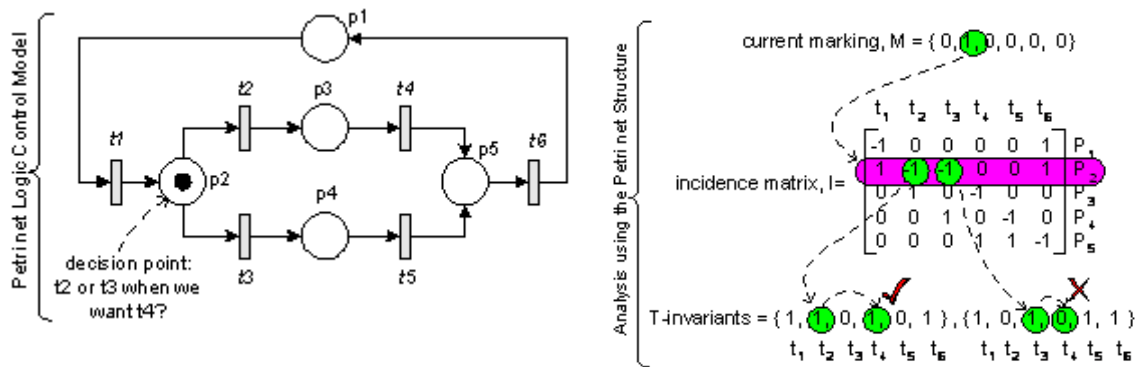 Petri net Logic Control Model
p1
t2
p3
t4
t1
p2
p5
t6
p4
t3
t5
decision point:
t2 or t3 when we
want t4?
Analysis using the Petri net Structure
current marking, M = { 0, 1, 0, 0, 0, 0}
t1 t2 t3 t4 t5 t6
-1 0 0 0 0 1 P1
incidence matrix, I= 1 -1 -1 0 0 1 P2
0 1 0 -1 0 0 P3
0 0 1 0 -1 0 P4
0 0 0 1 1 -1 P5
T-invariants = { 1, 1, 0, 1, 0, 1 }, {1, 0, 1, 0, 1, 1 }
t1 t2 t3 t4 t5 t6 t1 t2 t3 t4 t5 t6